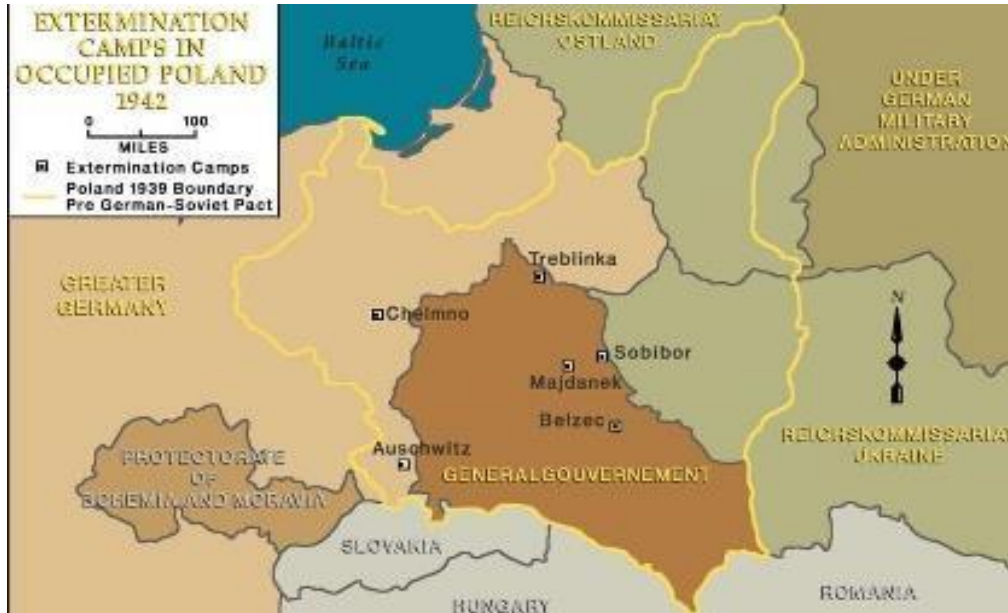 EXTERMINATION
CAMPS IN
OCCUPIED POLAND
1942
0 100
MILES
Extermination Camps
Poland 1939 Boundary
Pre German-Soviet Pact
Baltic
Sea
REICHSKOMMISSARIAT
OSTLAND
UNDER
GERMAN
MILITARY
ADMINISTRATION
GREATER
GERMANY
Treblinka
Chelmno
N
Sobibor
Majdanek
Belzec
Auschwitz
REICHSKOMMISSARIAT
UKRAINE
PROTECTORATE
OF
BOHEMIA AND MORAVIA
GENERALGOUVERNEMENT
SLOVAKIA
HUNGARY
ROMANIA